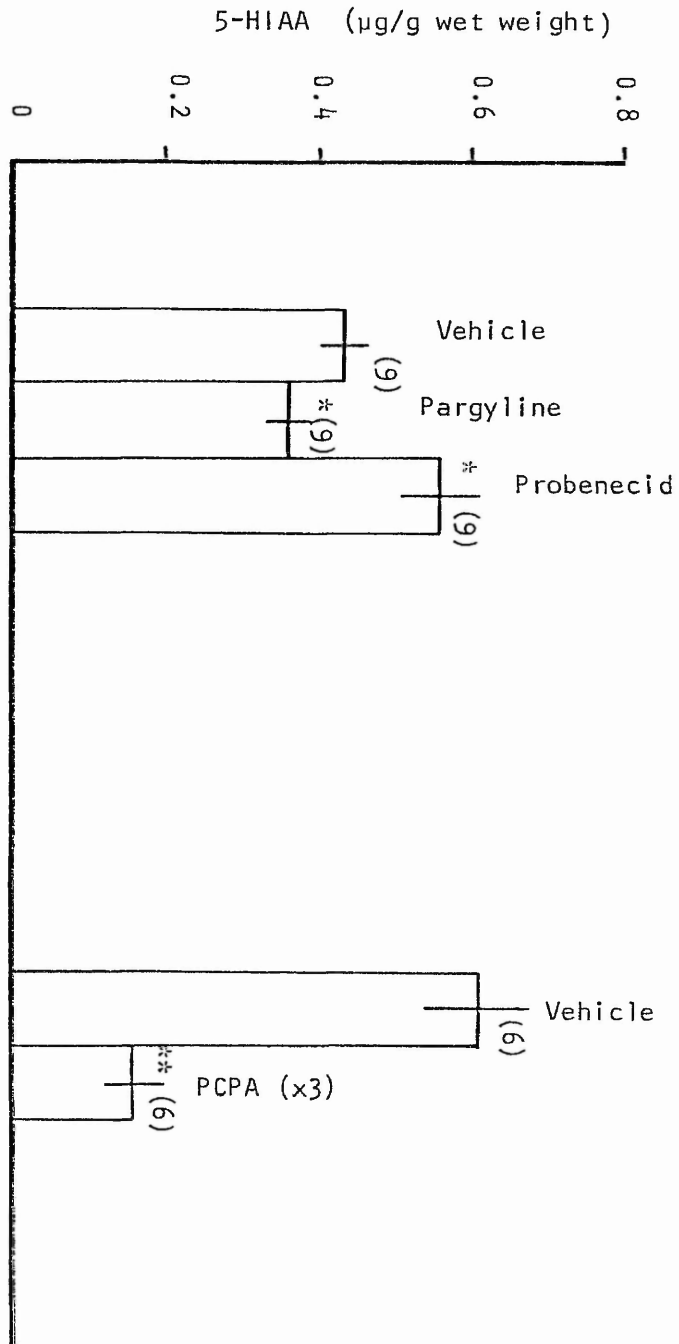 5-HIAA (µg/g wet weight)
0
0.2
0.4
0.6
0.8
Vehicle
(9)
Pargyline
*(9)
Probenecid
*
(9)
Vehicle
(6)
PCPA (x3)
**
(6)